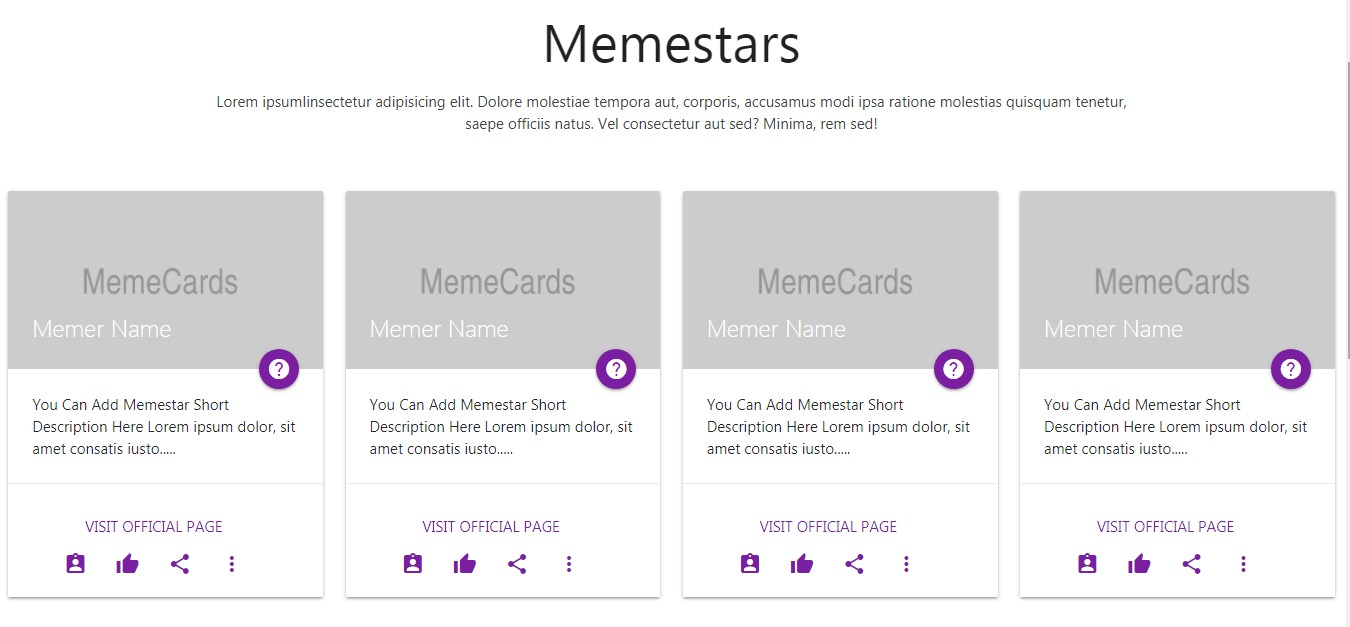 Memestars
Lorem ipsumlinsectetur adipisicing elit. Dolore molestiae tempora aut, corporis, accusamus modi ipsa ratione molestias quisquam tenetur,
saepe officiis natus. Vel consectetur aut sed? Minima, rem sed!
MemeCards
Memer Name
You Can Add Memestar Short
Description Here Lorem ipsum dolor, sit
amet consatis iusto.....
VISIT OFFICIAL PAGE
MemeCards
Memer Name
You Can Add Memestar Short
Description Here Lorem ipsum dolor, sit
amet consatis iusto.....
VISIT OFFICIAL PAGE
MemeCards
Memer Name
You Can Add Memestar Short
Description Here Lorem ipsum dolor, sit
amet consatis iusto.....
VISIT OFFICIAL PAGE
MemeCards
Memer Name
You Can Add Memestar Short
Description Here Lorem ipsum dolor, sit
amet consatis iusto.....
VISIT OFFICIAL PAGE